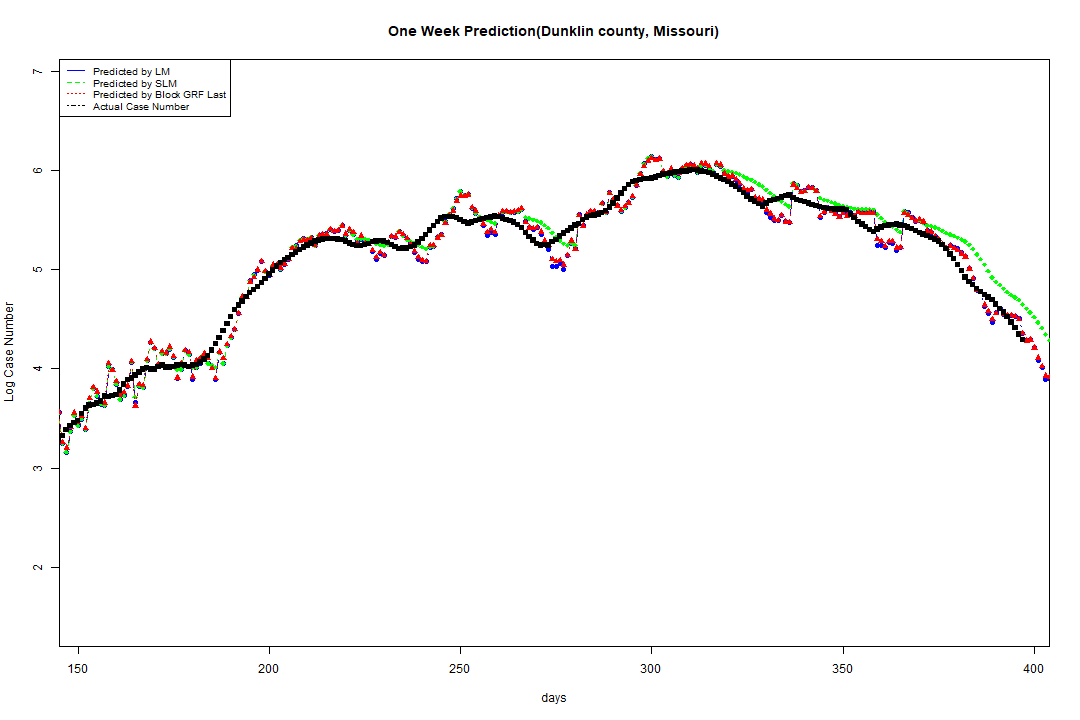 One Week Prediction(Dunklin county, Missouri)
Predicted by LM
Predicted by SLM
Predicted by Block GRF Last
Actual Case Number
7
6
5
4
3
2
Log Case Number
150 200 250 300 350 400
days